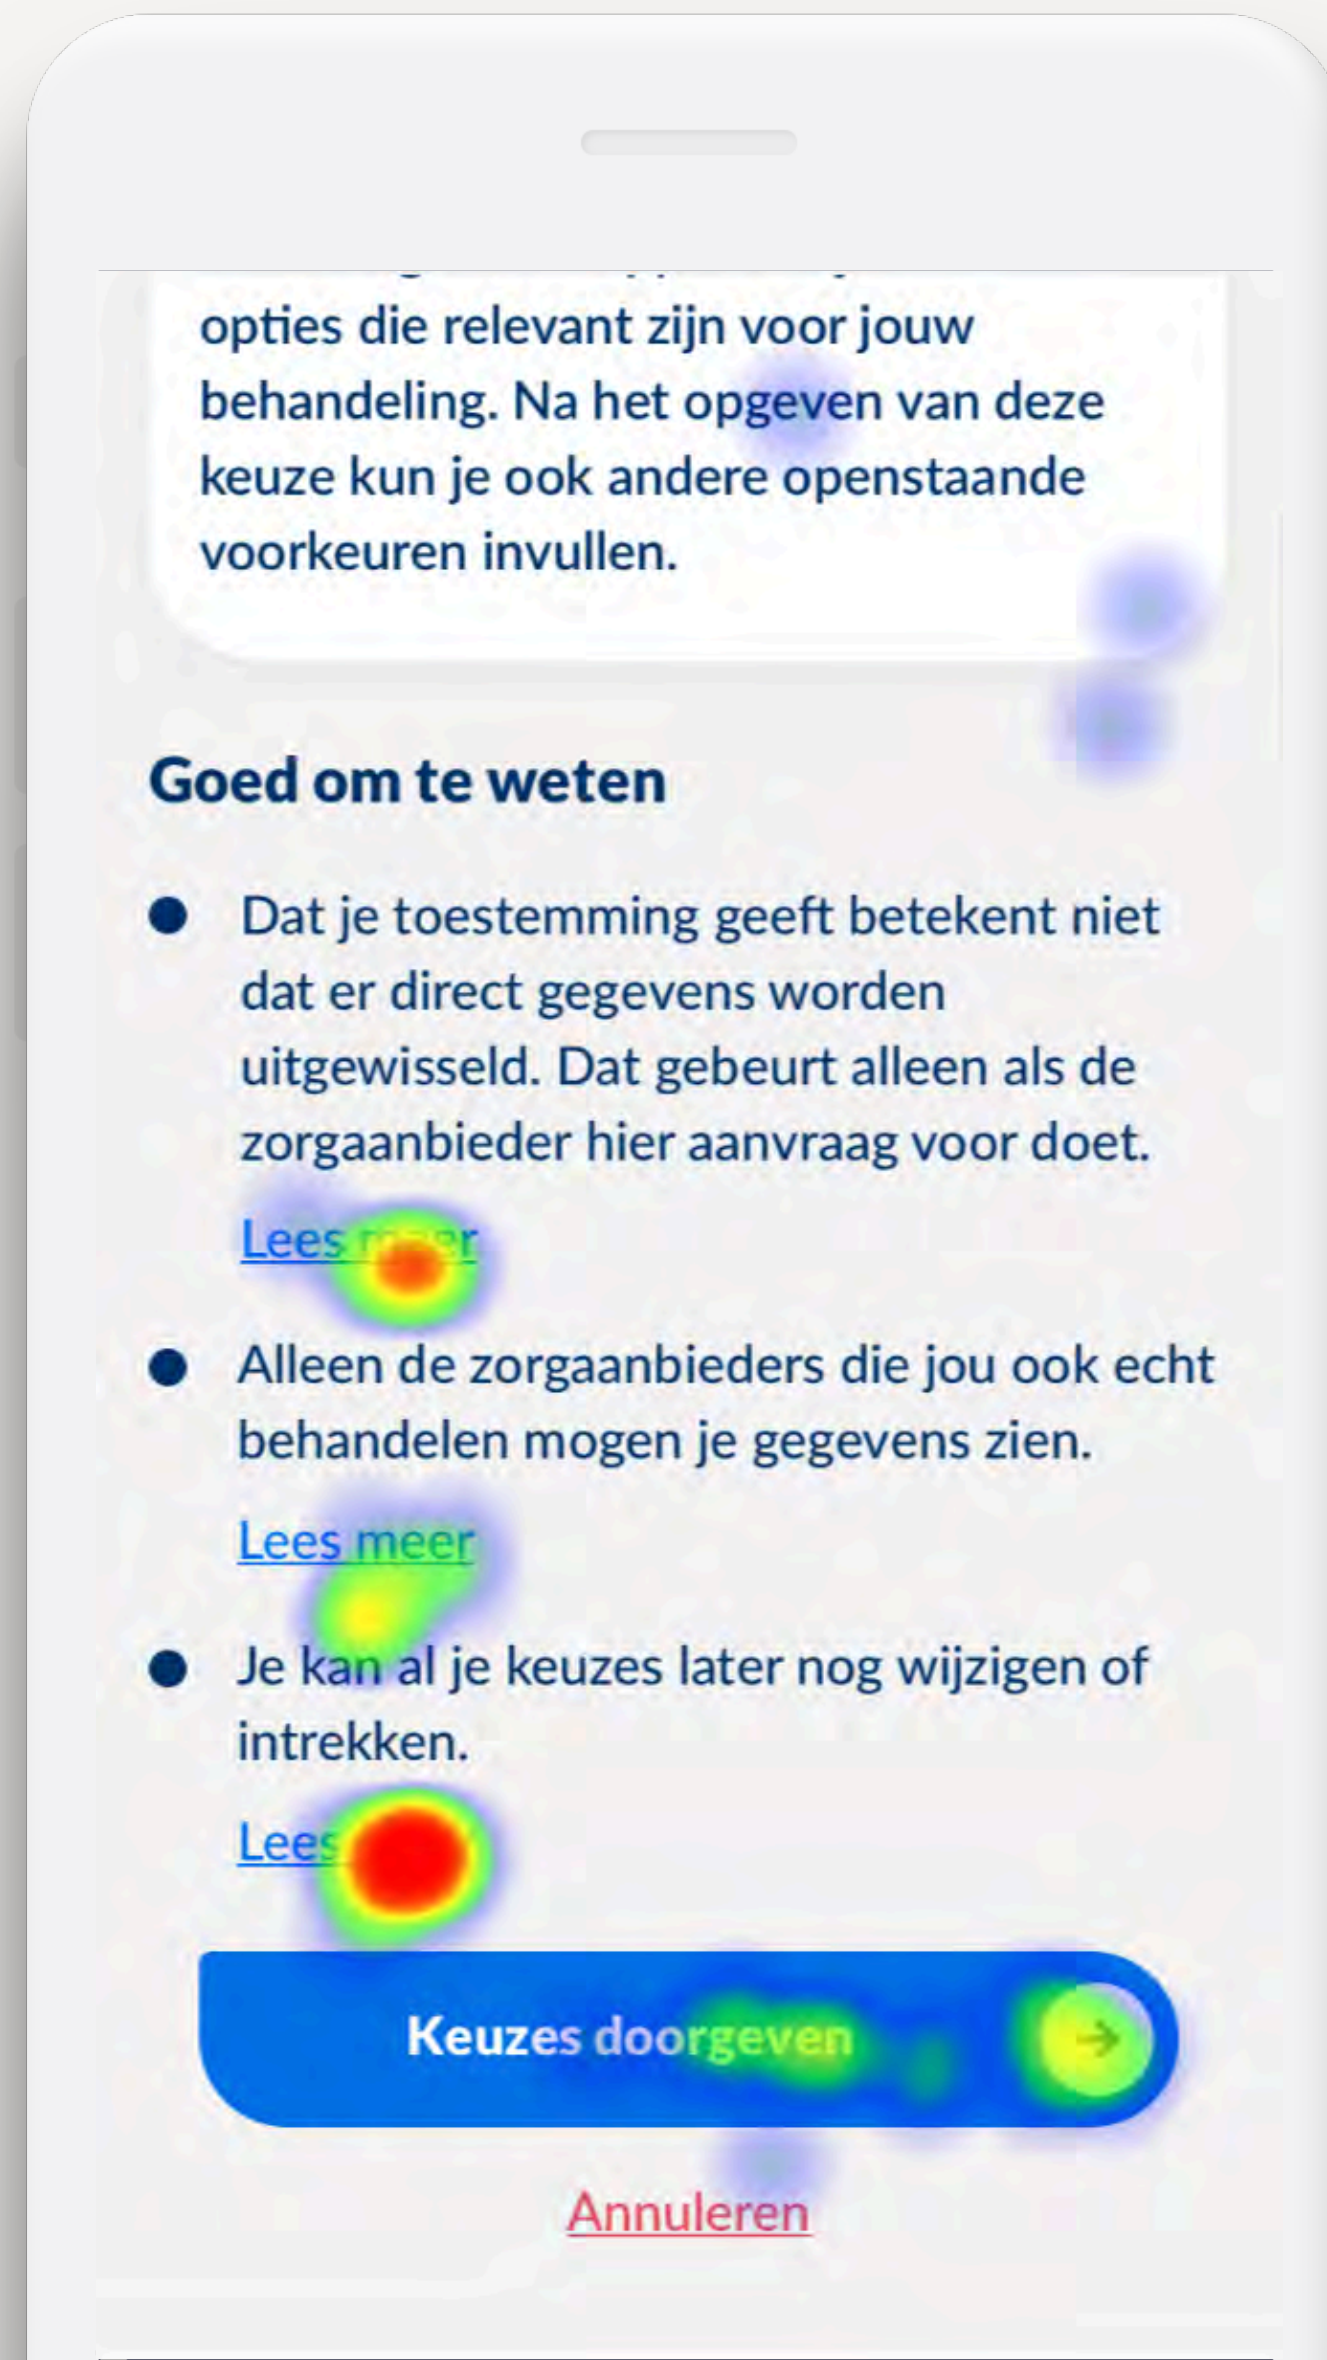 opties die relevant zijn voor jouw
behandeling. Na het opgeven van deze
keuze kun je ook andere openstaande
voorkeuren invullen.
Goed om te weten
Dat je toestemming geeft betekent niet
dat er direct gegevens worden
uitgewisseld. Dat gebeurt alleen als de
zorgaanbieder hier aanvraag voor doet.
Lees meer
Alleen de zorgaanbieders die jou ook echt
behandelen mogen je gegevens zien.
Lees meer
Je kan al je keuzes later nog wijzigen of
intrekken.
Lees
Keuzes doorgeven
Annuleren